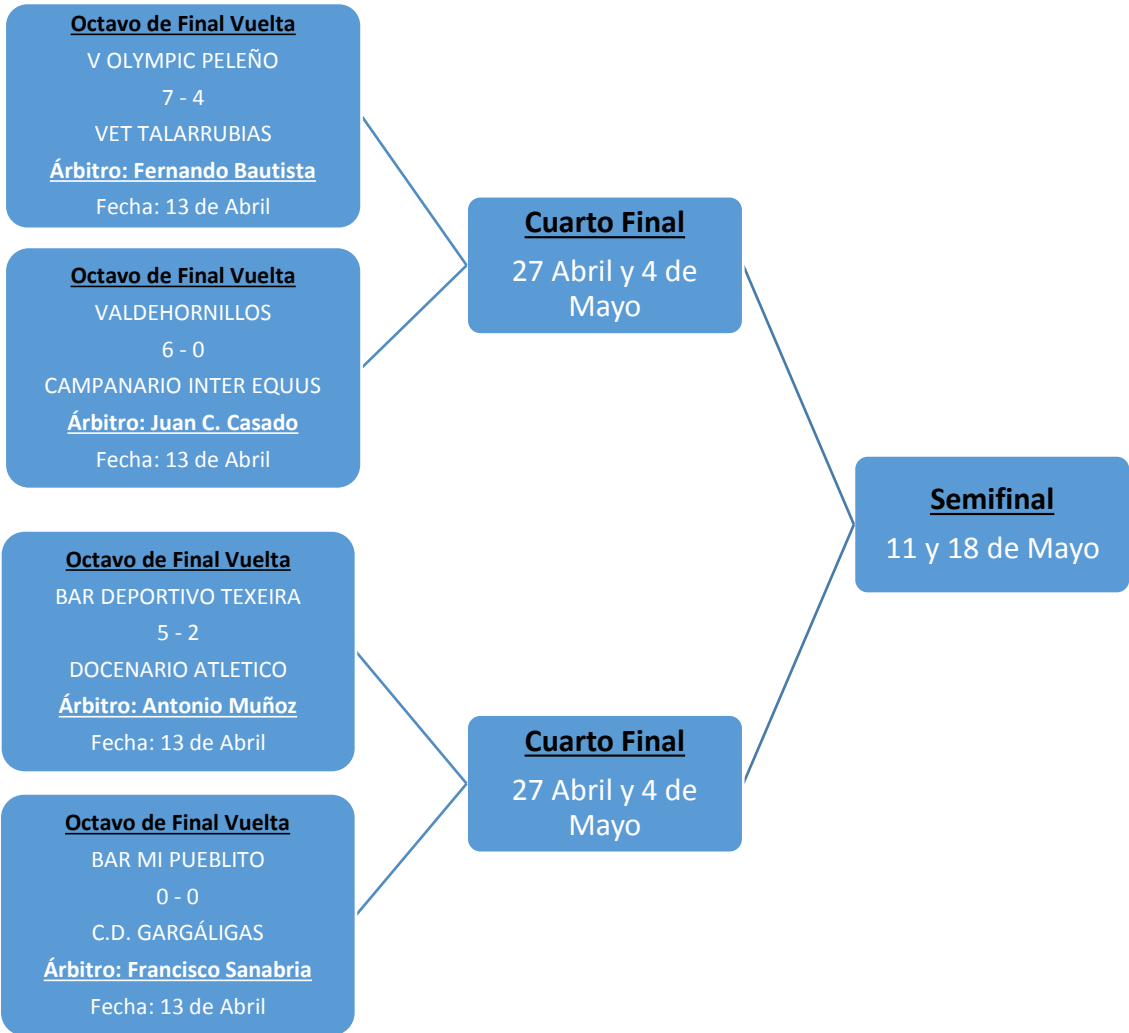 Octavo de Final Vuelta
V OLYMPIC PELEÑO
7 - 4
VET TALARRUBIAS
Árbitro: Fernando Bautista
Fecha: 13 de Abril
Octavo de Final Vuelta
VALDEHORNILLOS
6 - 0
CAMPANARIO INTER EQUUS
Árbitro: Juan C. Casado
Fecha: 13 de Abril
Octavo de Final Vuelta
BAR DEPORTIVO TEXEIRA
5 - 2
DOCENARIO ATLETICO
Árbitro: Antonio Muñoz
Fecha: 13 de Abril
Octavo de Final Vuelta
BAR MI PUEBLITO
0 - 0
C.D. GARGÁLIGAS
Árbitro: Francisco Sanabria
Fecha: 13 de Abril
Cuarto Final
27 Abril y 4 de
Mayo
Cuarto Final
27 Abril y 4 de
Mayo
Semifinal
11 y 18 de Mayo